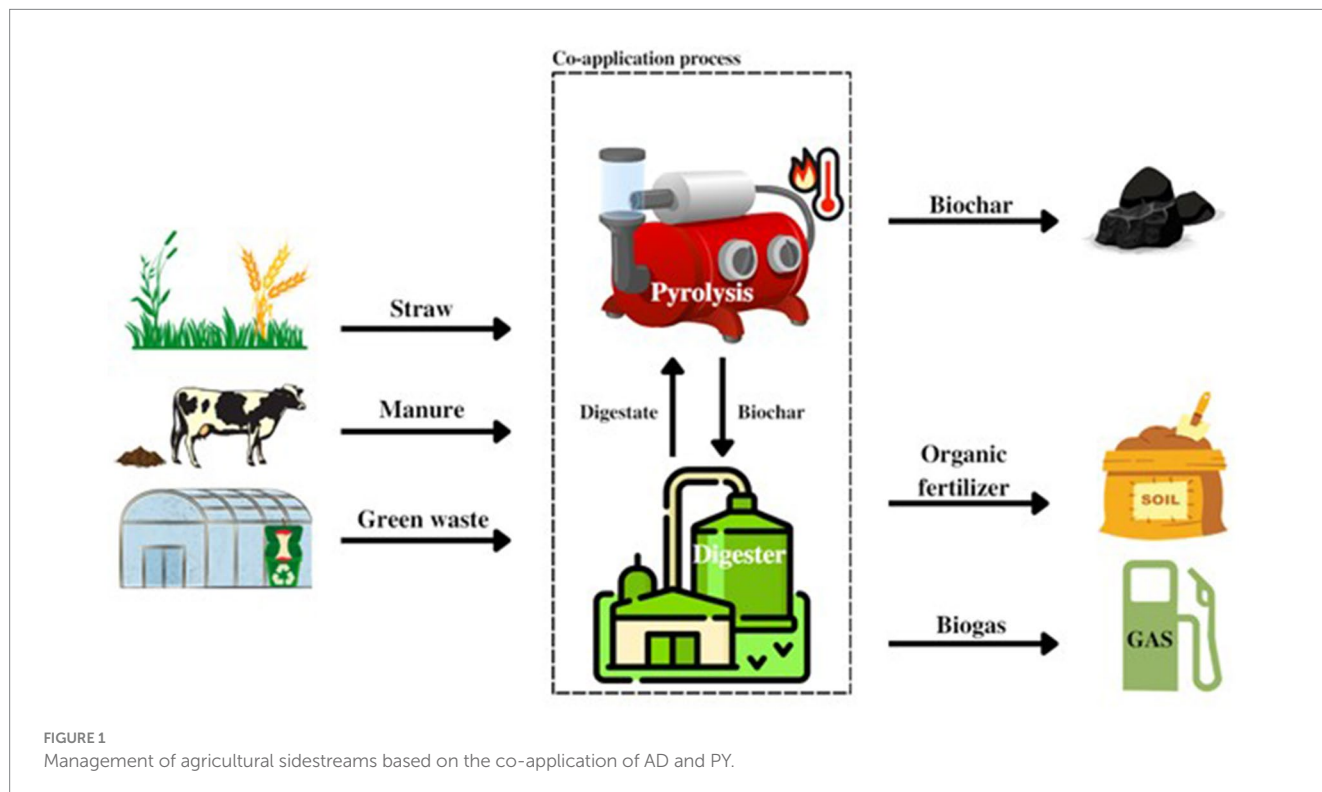 Co-application process
Pyrolysis
Biochar
Straw
Manure
Green waste
Digestate
Biochar
Digester
Organic
fertilizer
SOIL
Biogas
GAS
FIGURE 1
Management of agricultural sidestreams based on the co-application of AD and PY.